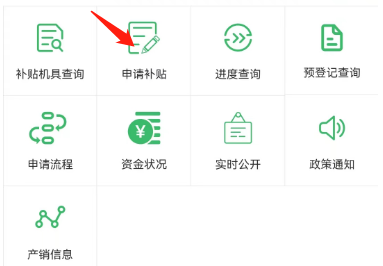 补贴机具查询
申请补贴
进度查询
预登记查询
申请流程
资金状况
实时公开
政策通知
产销信息